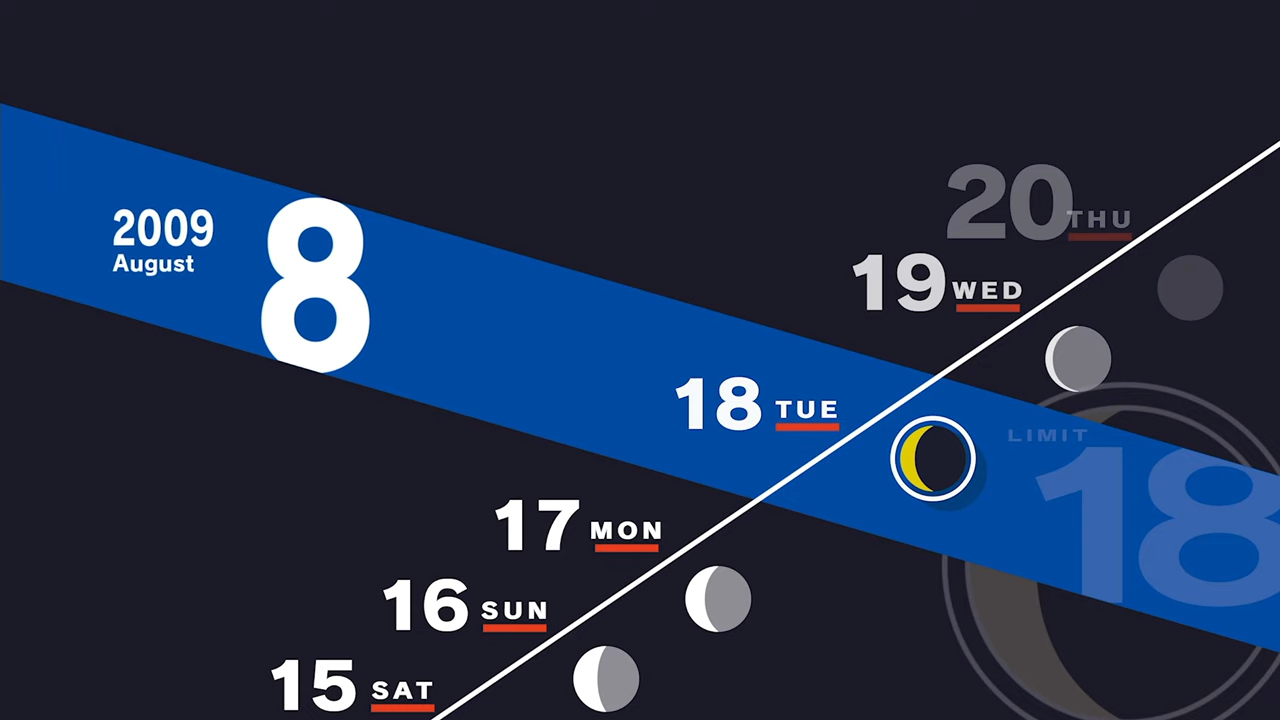 2009
August
8
20 THU
19 WED
18 TUE
LIMIT
18
17 MON
16 SUN
15 SAT